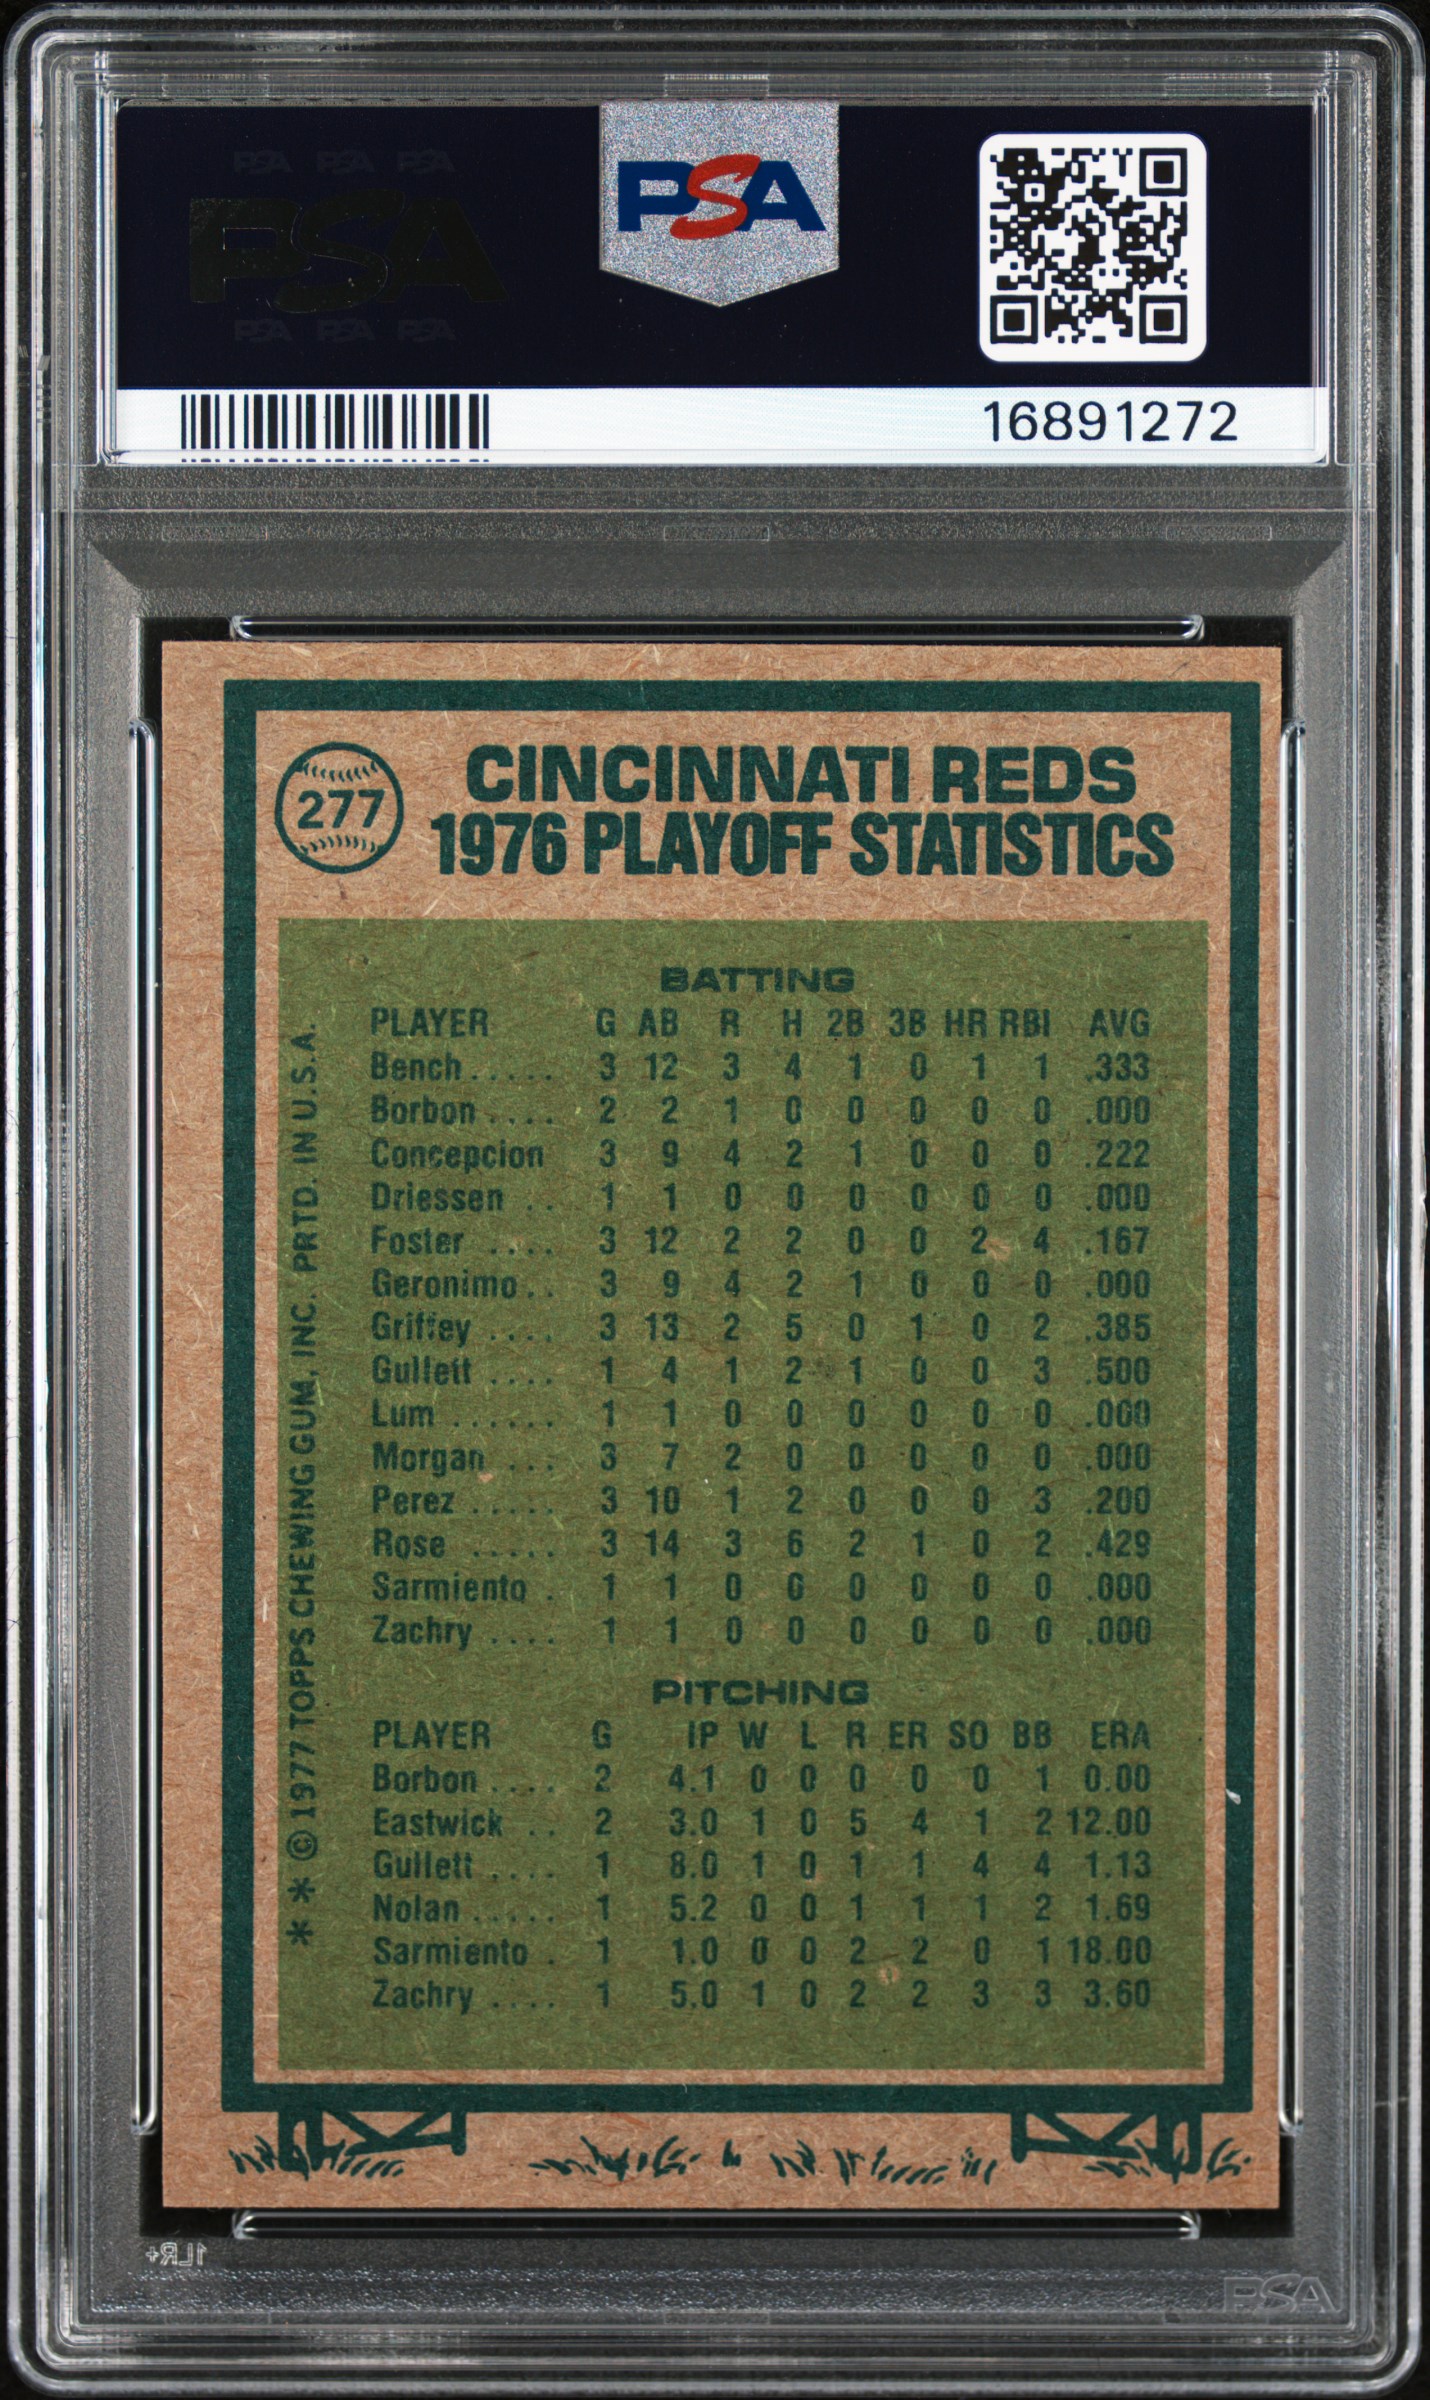 PSA PSA PSA
PSA
PSA PSA PSA
PSA
16891272
277
CINCINNATI REDS
1976 PLAYOFF STATISTICS
BATTING
PLAYER G AB R H 2B 3B HR RBI AVG
Bench ..... 3 12 3 4 1 0 1 1 .333
Borbon .... 2 2 1 0 0 0 0 0 .000
Concepcion 3 9 4 2 1 0 0 0 .222
Driessen .. 1 1 0 0 0 0 0 0 .000
Foster .... 3 12 2 2 0 0 2 4 .167
Geronimo .. 3 9 4 2 1 0 0 0 .000
Griffey .... 3 13 2 5 0 1 0 2 .385
Gullett .... 1 4 1 2 1 0 0 3 .500
Lum ...... 1 1 0 0 0 0 0 0 .000
Morgan ... 3 7 2 0 0 0 0 0 .000
Perez ..... 3 10 1 2 0 0 0 3 .200
Rose ..... 3 14 3 6 2 1 0 2 .429
Sarmiento . 1 1 0 0 0 0 0 0 .000
Zachry .... 1 1 0 0 0 0 0 0 .000
PITCHING
PLAYER G IP W L R ER SO BB ERA
Borbon .... 2 4.1 0 0 0 0 0 1 0.00
Eastwick .. 2 3.0 1 0 5 4 1 2 12.00
Gullett .... 1 8.0 1 0 1 1 4 4 1.13
Nolan ..... 1 5.2 0 0 1 1 1 2 1.69
Sarmiento . 1 1.0 0 0 2 2 0 1 18.00
Zachry .... 1 5.0 1 0 2 2 3 3 3.60
* * © 1977 TOPPS CHEWING GUM, INC. PRTD. IN U.S.A.
1LR+
PSA